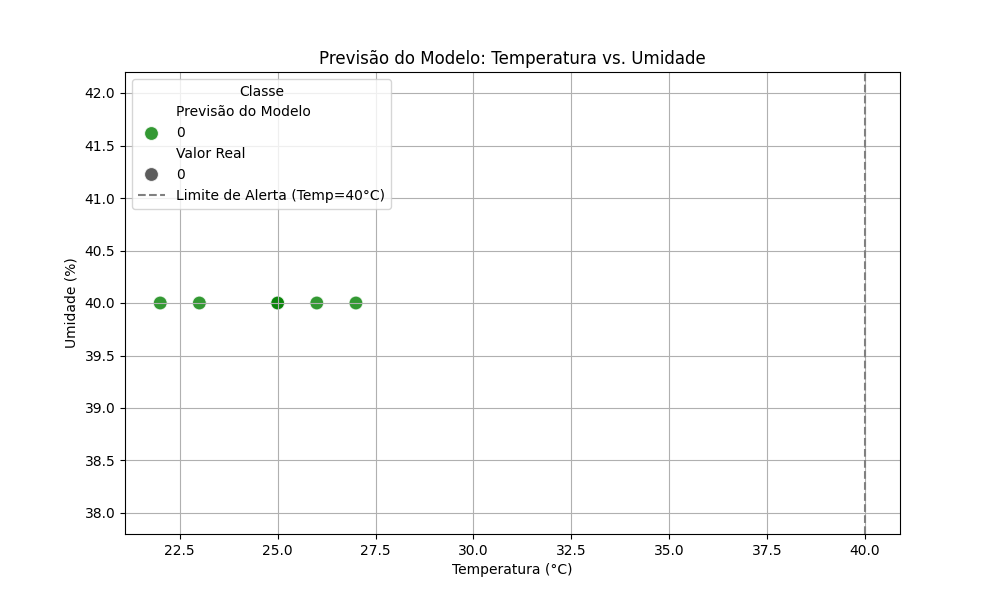 Previsão do Modelo: Temperatura vs. Umidade
Classe
Previsão do Modelo
0
Valor Real
0
Limite de Alerta (Temp=40°C)
Umidade (%)
42.0
41.5
41.0
40.5
40.0
39.5
39.0
38.5
38.0
22.5 25.0 27.5 30.0 32.5 35.0 37.5 40.0
Temperatura (°C)